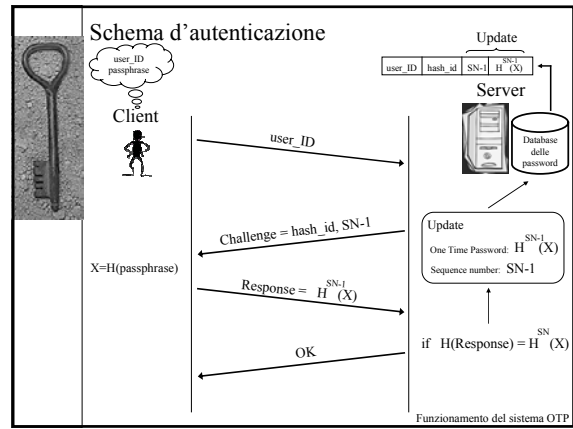 Schema d'autenticazione
Update
user_ID
passphrase
user_ID hash_id SN-1 H^SN-1(X)
Server
Client
user_ID
Database
delle
password
Challenge = hash_id, SN-1
Update
One Time Password: H^SN-1(X)
Sequence number: SN-1
X=H(passphrase)
Response = H^SN-1(X)
if H(Response) = H^SN(X)
OK
Funzionamento del sistema OTP